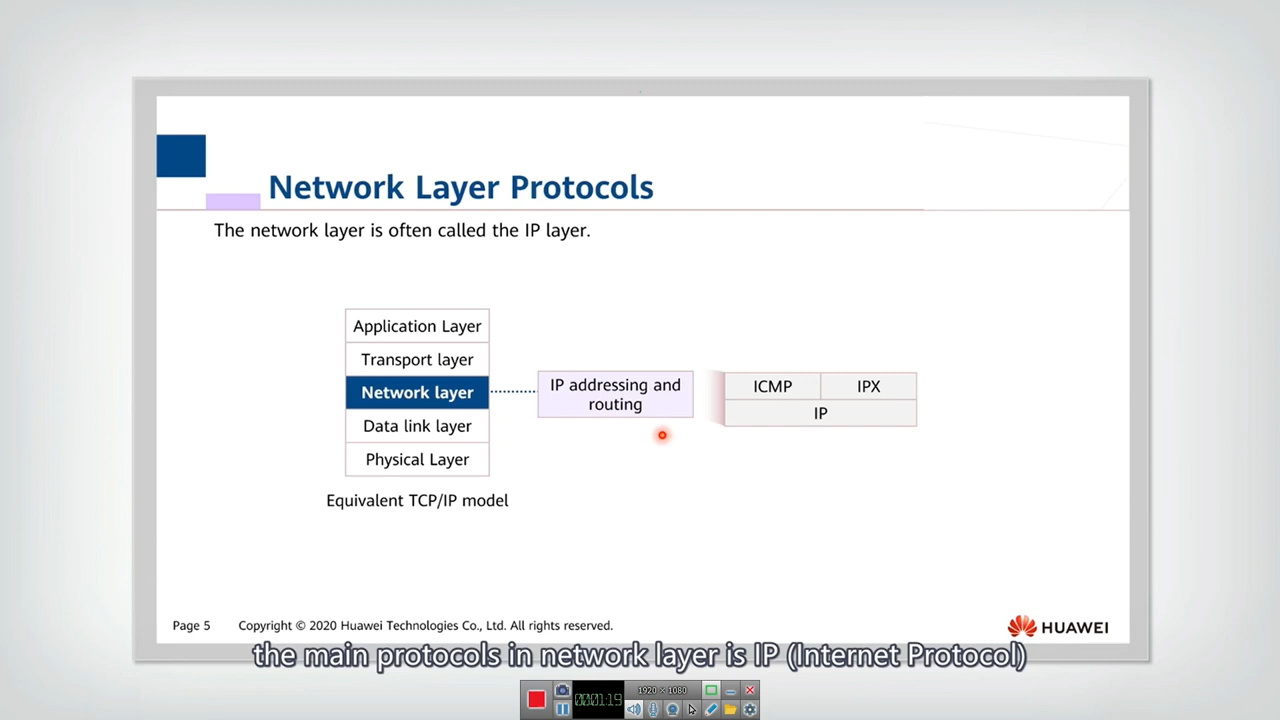 Network Layer Protocols
The network layer is often called the IP layer.
Application Layer
Transport layer
Network layer
Data link layer
Physical Layer
Equivalent TCP/IP model
IP addressing and
routing
ICMP
IPX
IP
Page 5
Copyright © 2020 Huawei Technologies Co., Ltd. All rights reserved.
HUAWEI
the main protocols in network layer is IP (Internet Protocol)
000:01:19
1920 × 1080